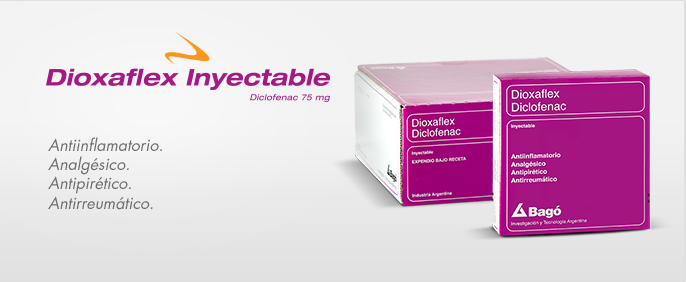 Dioxaflex Inyectable
Diclofenac 75 mg
Antiinflamatorio.
Analgésico.
Antipirético.
Antirreumático.
Dioxaflex
Diclofenac
Inyectable
EXPENDIO BAJO RECETA
Industria Argentina
Dioxaflex
Diclofenac
Inyectable
Antiinflamatorio
Analgésico
Antipirético
Antirreumático
Bagó
Investigación y Tecnología Argentina